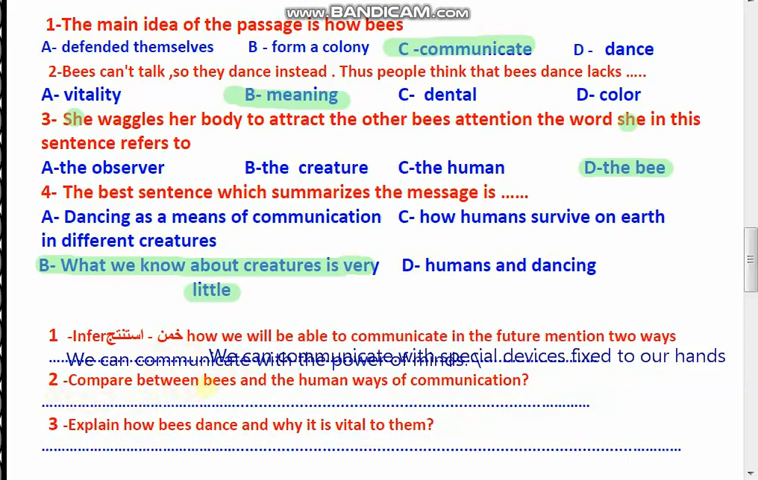 www.BANDICAM.com
1-The main idea of the passage is how bees
A- defended themselves B - form a colony C -communicate D - dance
2-Bees can't talk ,so they dance instead . Thus people think that bees dance lacks .....
A- vitality B- meaning C- dental D- color
3- She waggles her body to attract the other bees attention the word she in this
sentence refers to
A-the observer B-the creature C-the human D-the bee
4- The best sentence which summarizes the message is ......
A- Dancing as a means of communication C- how humans survive on earth
in different creatures
B- What we know about creatures is very D- humans and dancing
little
1 -Infer خمن - استنتج how we will be able to communicate in the future mention two ways
We can communicate with the power of minds. \ We can communicate with special devices fixed to our hands
2 -Compare between bees and the human ways of communication?
3 -Explain how bees dance and why it is vital to them?